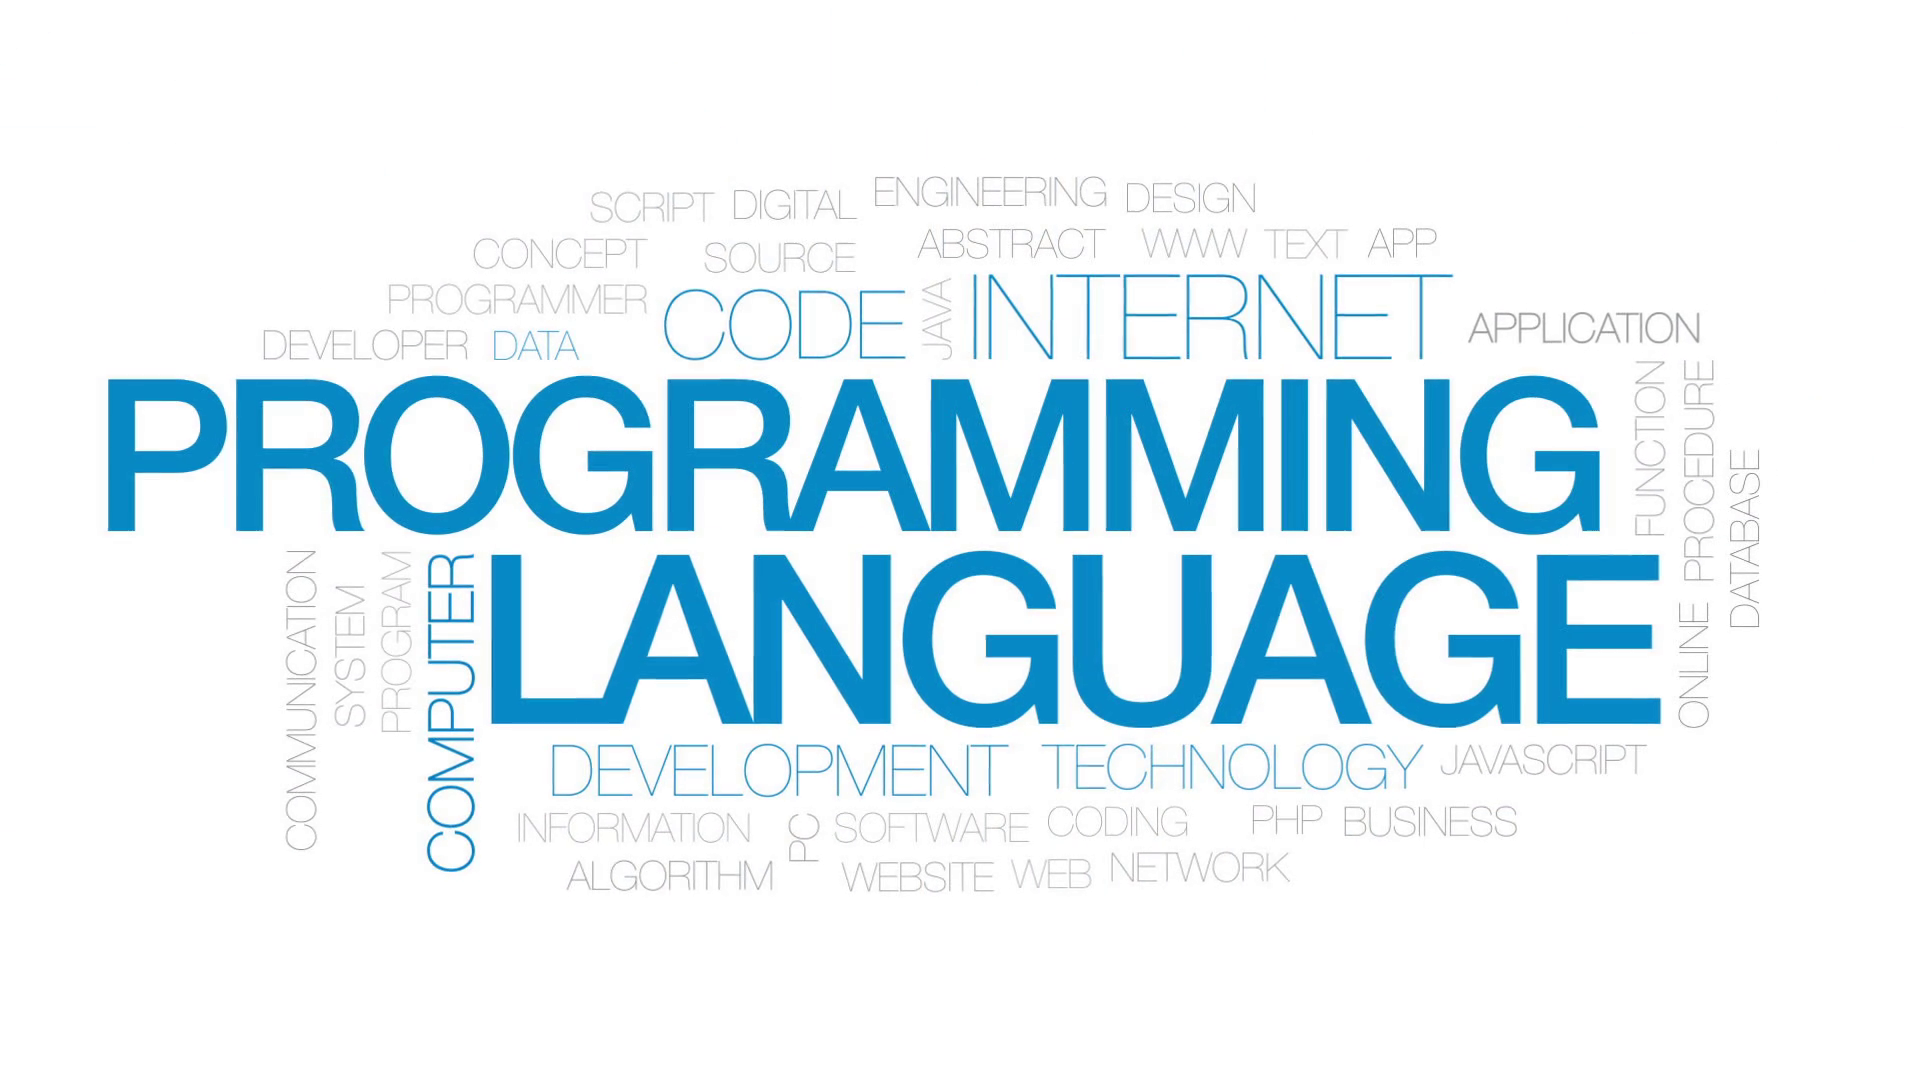 SCRIPT DIGITAL ENGINEERING DESIGN
CONCEPT SOURCE ABSTRACT WWW TEXT APP
PROGRAMMER CODE JAVA INTERNET APPLICATION
DEVELOPER DATA
PROGRAMMING
FUNCTION
PROCEDURE
DATABASE
COMMUNICATION
SYSTEM
PROGRAM
COMPUTER
LANGUAGE
ONLINE
DEVELOPMENT TECHNOLOGY JAVASCRIPT
INFORMATION PC SOFTWARE CODING PHP BUSINESS
ALGORITHM WEBSITE WEB NETWORK